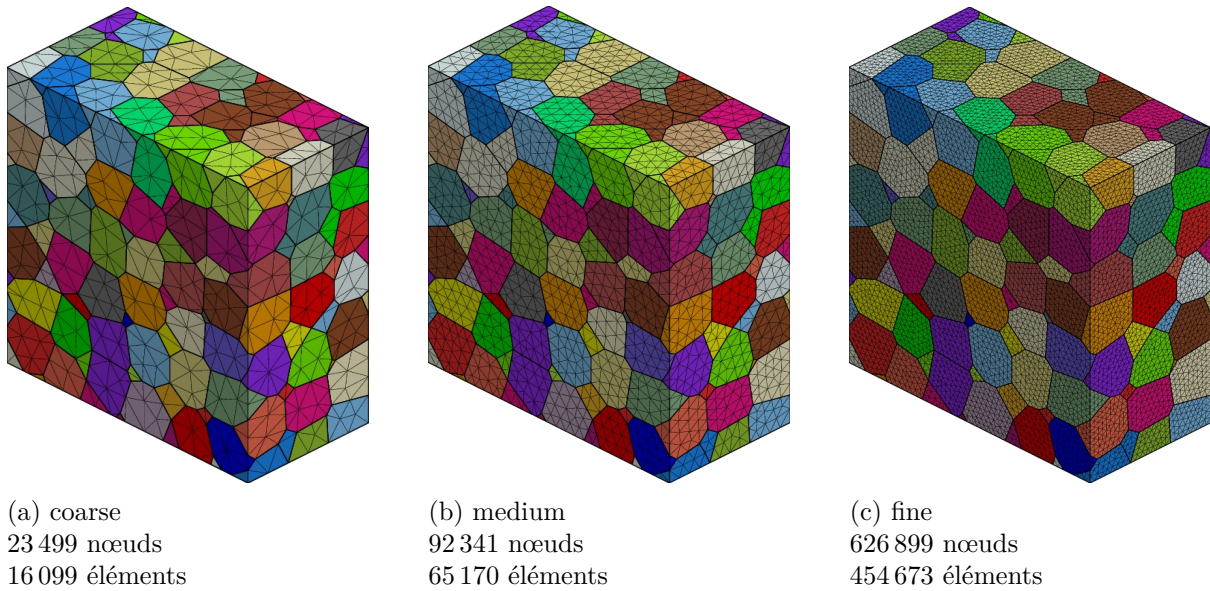 (a) coarse
23 499 nœuds
16 099 éléments
(b) medium
92 341 nœuds
65 170 éléments
(c) fine
626 899 nœuds
454 673 éléments